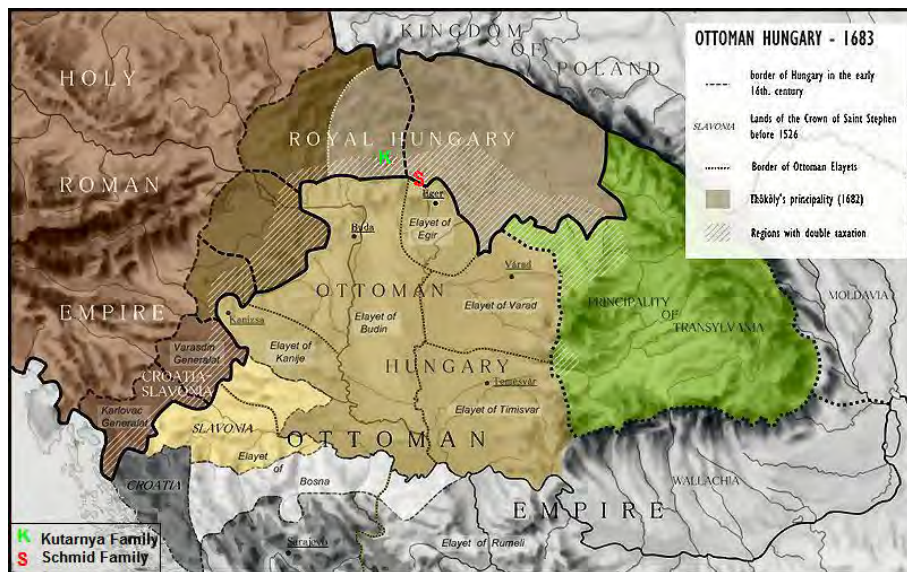 KINGDOM
OF
POLAND
HOLY
ROMAN
EMPIRE
ROYAL HUNGARY
K
S
Eger
Elayet of
Egir
Buda
OTTOMAN
HUNGARY
Elayet of
Budin
Várad
Elayet of Varad
Kanizsa
Elayet of
Kanije
Temesvár
Elayet of Timisvar
PRINCIPALITY
OF
TRANSYLVANIA
MOLDAVIA
Varasdin
Generalat
CROATIA-
SLAVONIA
Karlovac
Generalat
SLAVONIA
OTTOMAN
EMPIRE
Elayet
of
Bosna
CROATIA
WALLACHIA
Sarajevo
Elayet of Rumeli
OTTOMAN HUNGARY - 1683
border of Hungary in the early
16th. century
SLAVONIA
Lands of the Crown of Saint Stephen
before 1526
Border of Ottoman Elayets
principality (1682)
Regions with double taxation
K Kutarnya Family
S Schmid Family